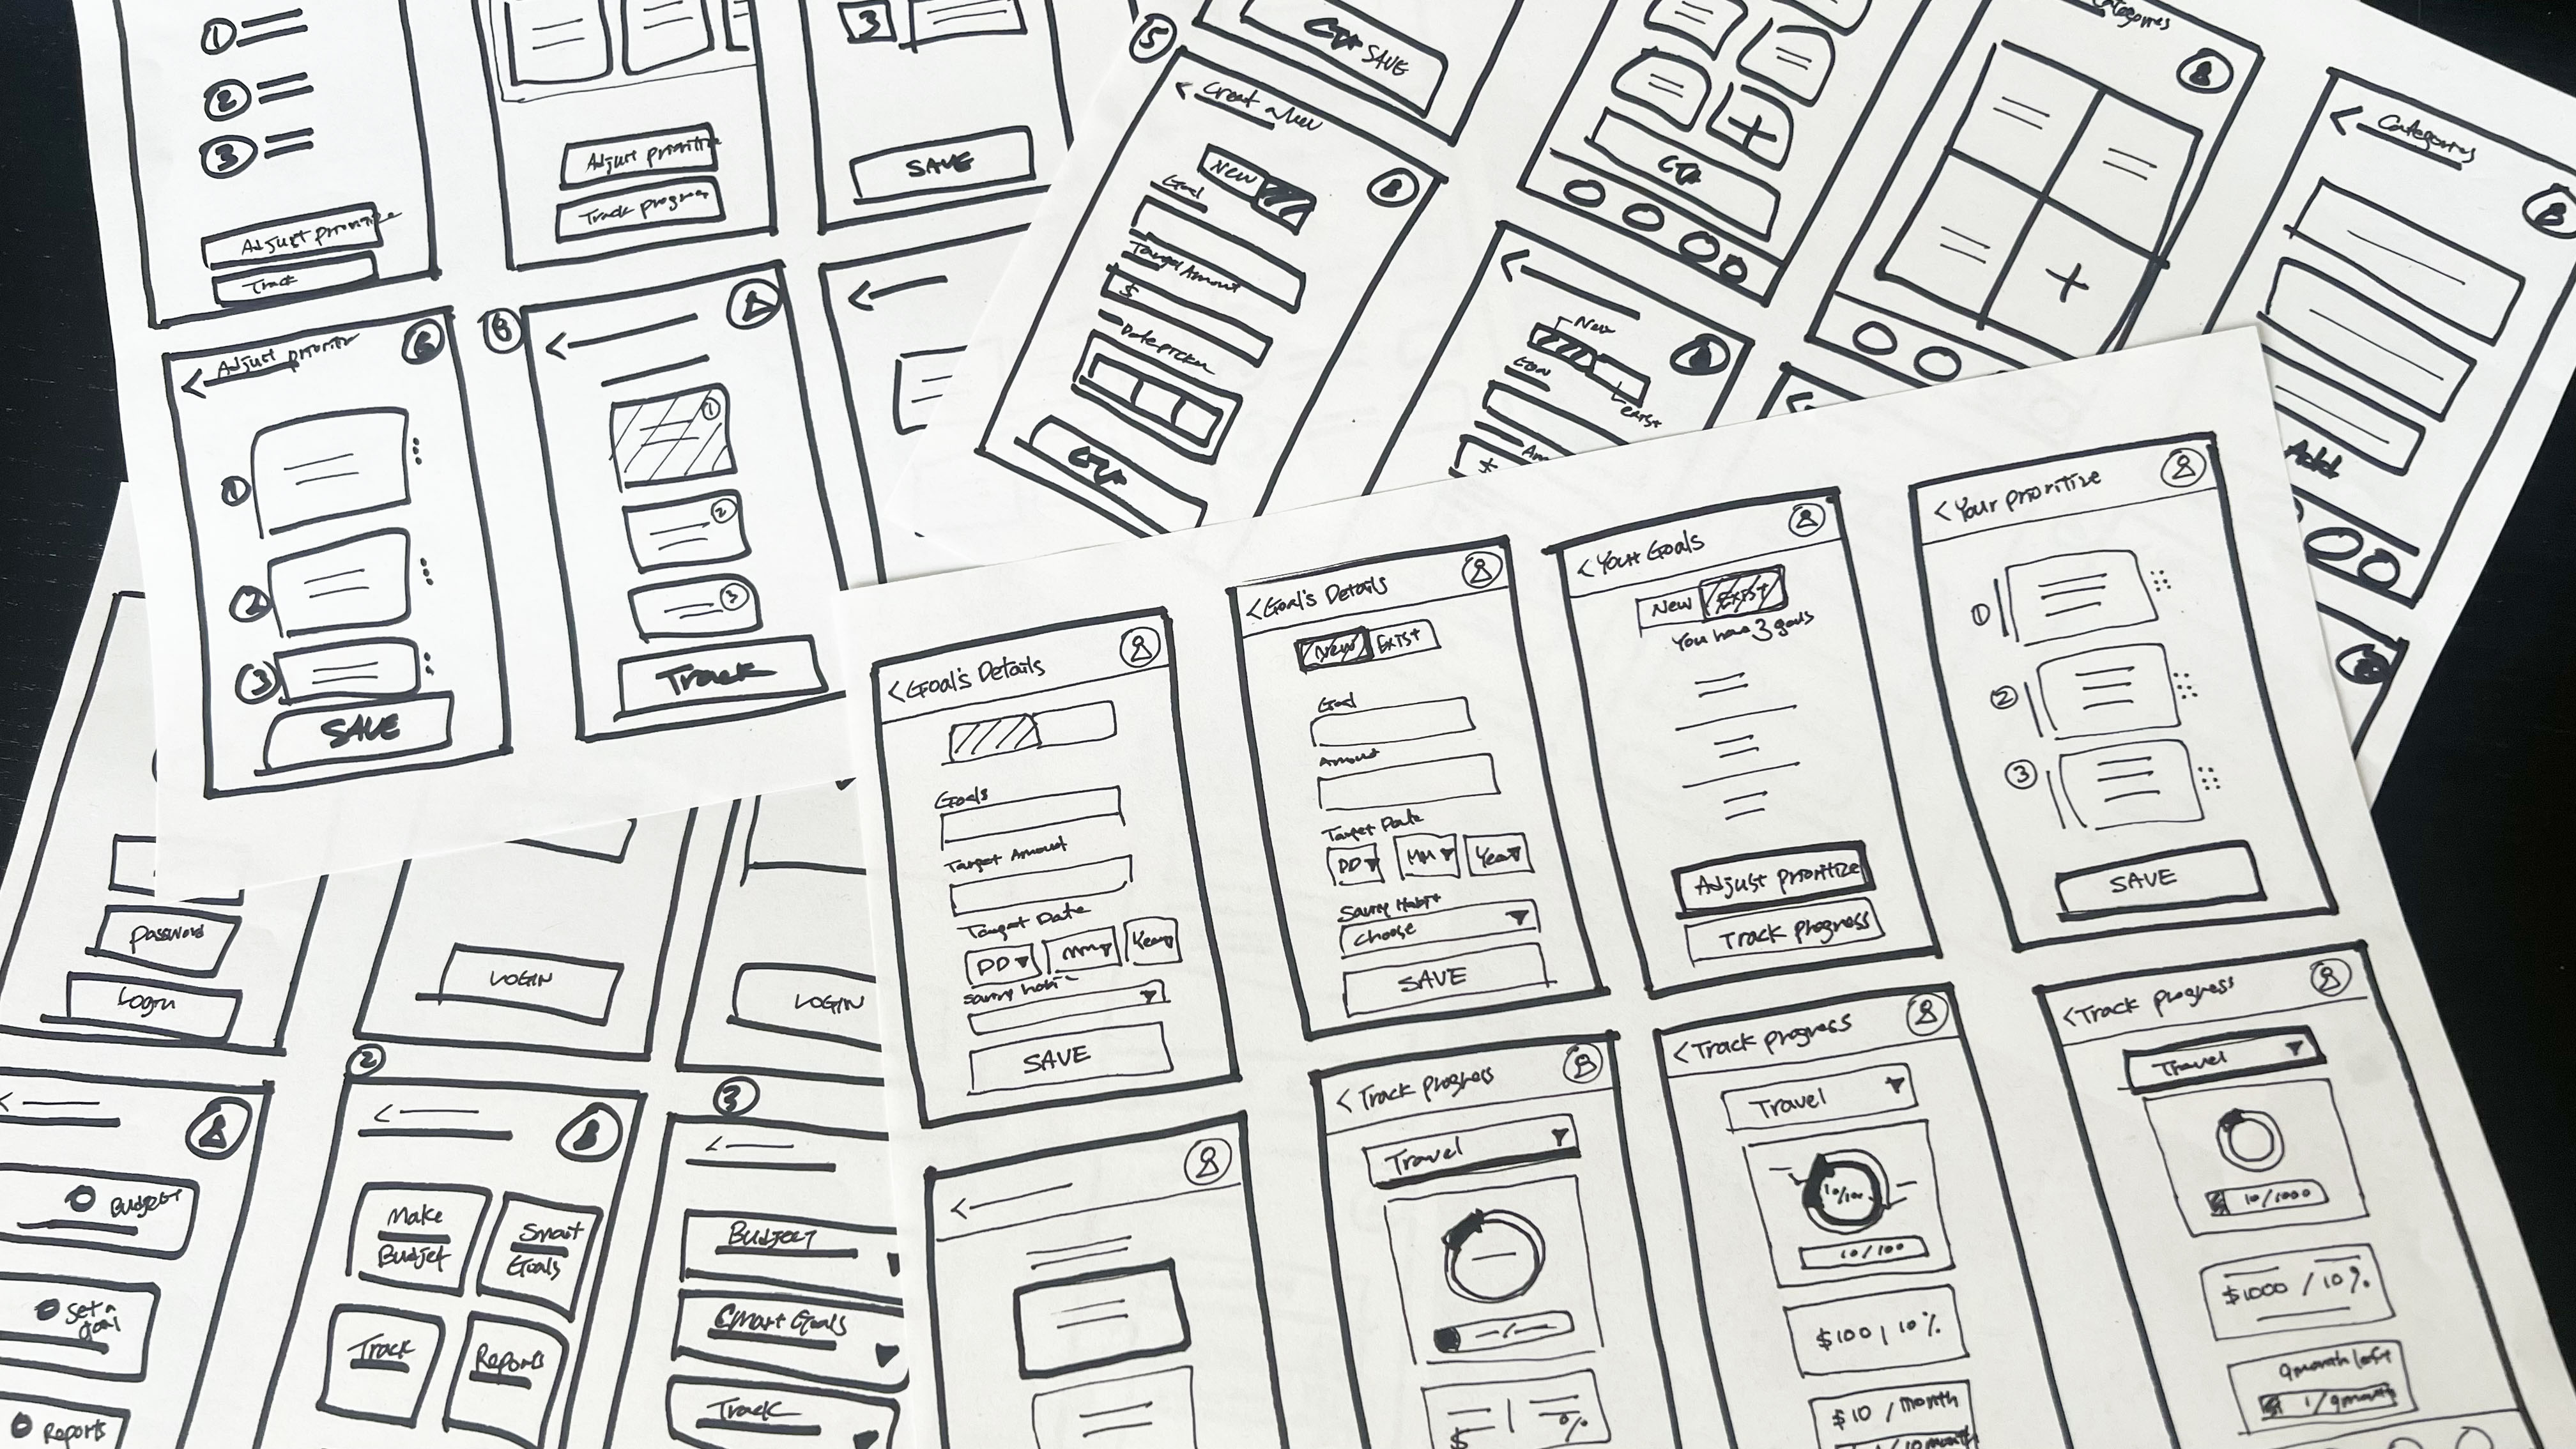 1
2
3
Adjust prioritize
Track
Adjust prioritize
Track progress
3
SAVE
< Adjust prioritize
1
2
3
SAVE
8
1
2
3
Track
CTA SAVE
5
< Creat a new
New
Goal
Target Amount
$
Date picker
CTA
CTA
New
Goal
exist
Categories
+
+
< Categories
Add
password
Login
LOGIN
LOGIN
Budget
Set a
goal
Reports
2
Make
Budget
Smart
Goals
Track
Reports
3
Budget
Smart Goals
Track
< Goal's Details
Goals
Target Amount
Target Date
DD
MM
Year
Saving habit
SAVE
< Goal's Details
New
Exist
Goal
Amount
Target Date
DD
MM
Year
Saving Habit
choose
SAVE
< Your Goals
New
Exist
You have 3 goals
Adjust prioritize
Track progress
< Your prioritize
1
2
3
SAVE
< Track progress
Travel
$
%
< Track progress
Travel
10/100
10/100
$100 | 10%
$10 / month
< Track progress
Travel
10/1000
$1000 / 10%
9 month left
1/9 month